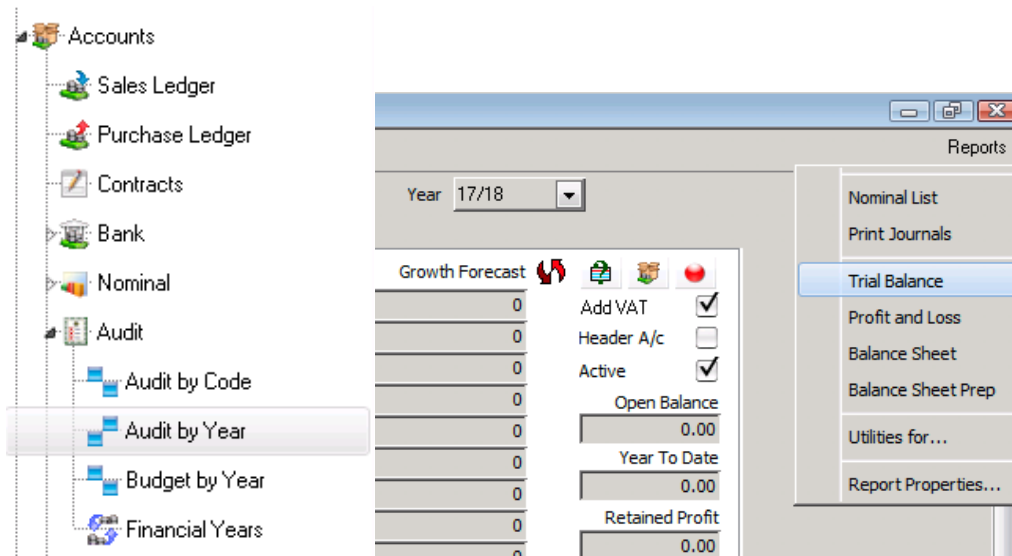 Accounts
Sales Ledger
Purchase Ledger
Contracts
Bank
Nominal
Audit
Audit by Code
Audit by Year
Budget by Year
Financial Years
Reports
Year 17/18
Growth Forecast
0
0
0
0
0
0
0
0
0
Add VAT
Header A/c
Active
Open Balance
0.00
Year To Date
0.00
Retained Profit
0.00
Nominal List
Print Journals
Trial Balance
Profit and Loss
Balance Sheet
Balance Sheet Prep
Utilities for...
Report Properties...